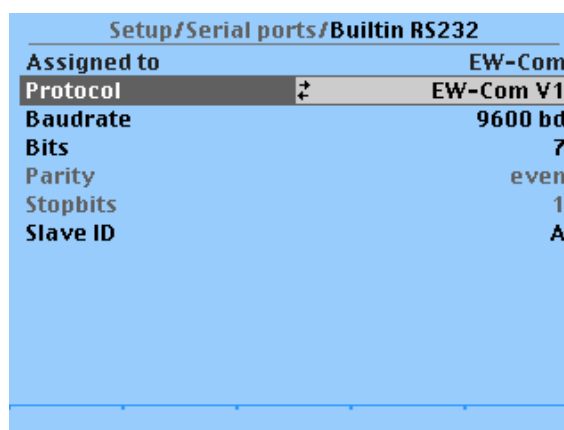 Setup/Serial ports/Builtin RS232
Assigned to EW-Com
Protocol EW-Com V1
Baudrate 9600 bd
Bits 7
Parity even
Stopbits 1
Slave ID A